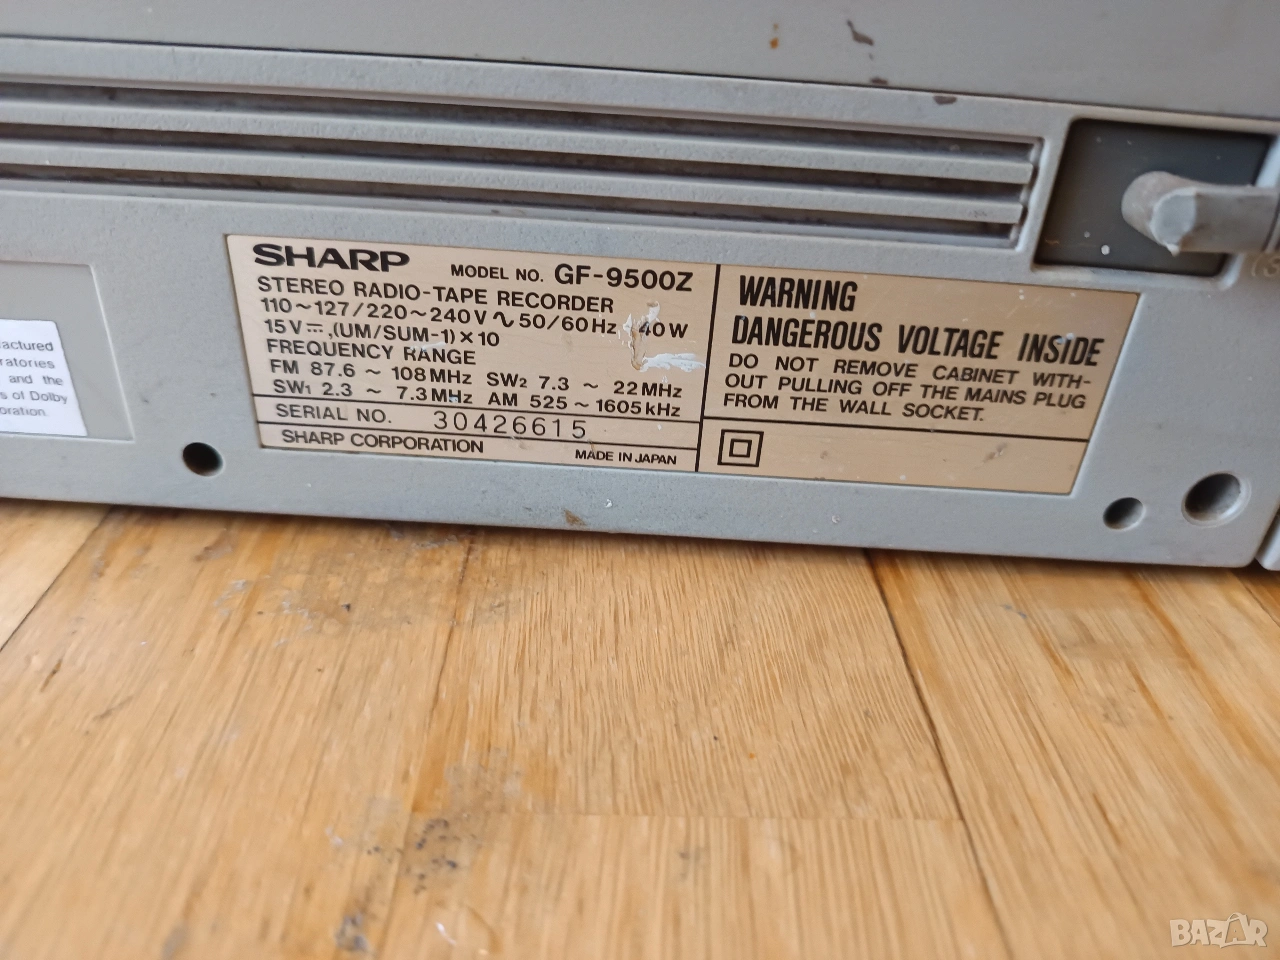 SHARP MODEL NO. GF-9500Z
STEREO RADIO-TAPE RECORDER
110~127/220~240V ∿ 50/60Hz 40W
15V ⎓, (UM/SUM-1) × 10
FREQUENCY RANGE
FM 87.6 ~ 108MHz SW₂ 7.3 ~ 22MHz
SW₁ 2.3 ~ 7.3MHz AM 525 ~ 1605kHz
SERIAL NO. 30426615
SHARP CORPORATION MADE IN JAPAN
WARNING
DANGEROUS VOLTAGE INSIDE
DO NOT REMOVE CABINET WITH-
OUT PULLING OFF THE MAINS PLUG
FROM THE WALL SOCKET.
and the
of Dolby
BAZAR